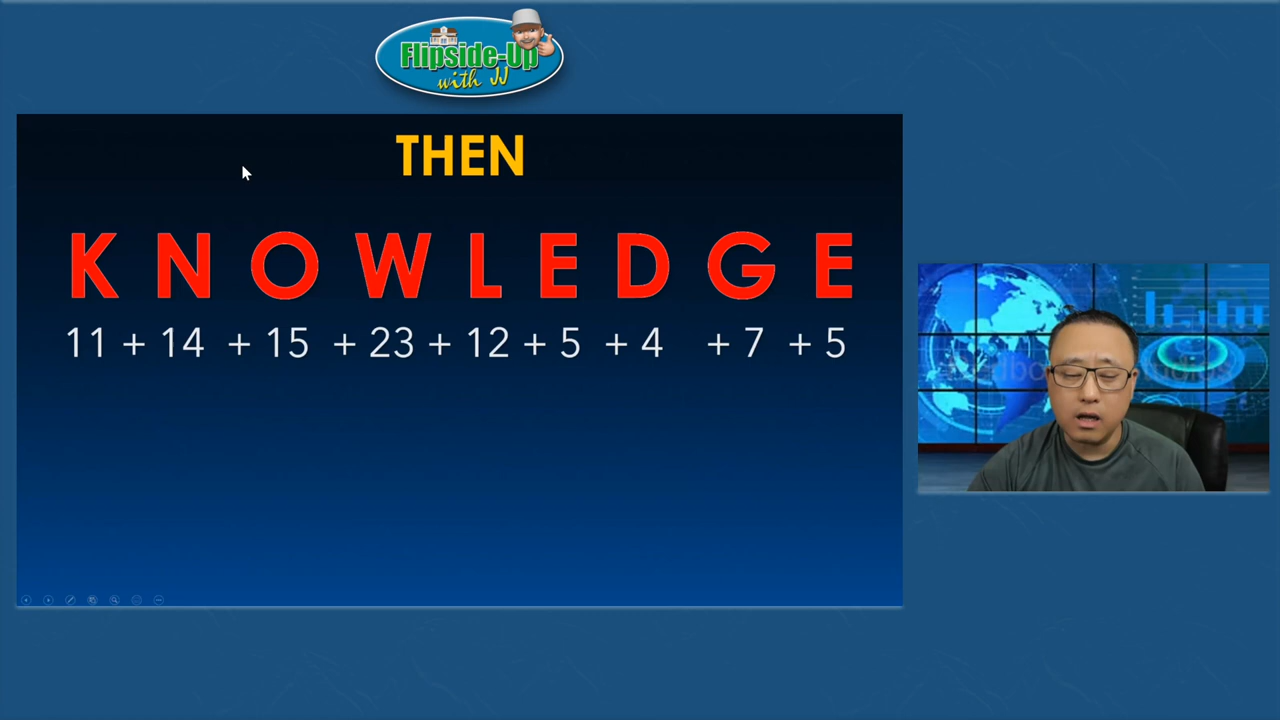 Flipside-Up
with JJ
THEN
K N O W L E D G E
11 + 14 + 15 + 23 + 12 + 5 + 4 + 7 + 5